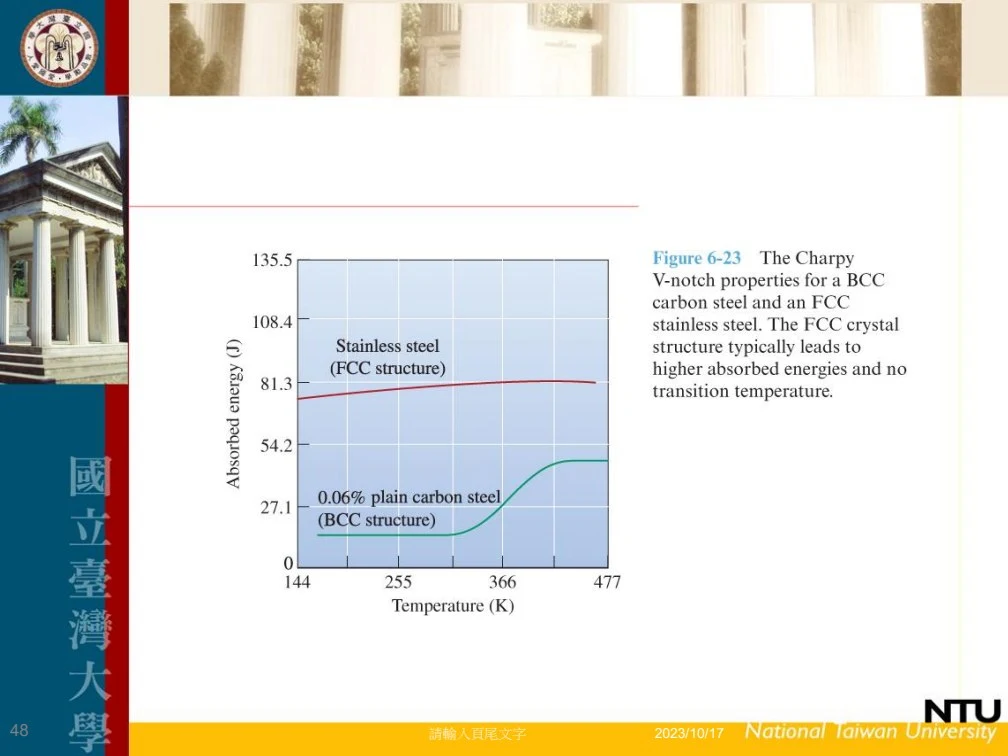 135.5
108.4
81.3
54.2
27.1
0
Absorbed energy (J)
Stainless steel
(FCC structure)
0.06% plain carbon steel
(BCC structure)
144
255
366
477
Temperature (K)
Figure 6-23 The Charpy
V-notch properties for a BCC
carbon steel and an FCC
stainless steel. The FCC crystal
structure typically leads to
higher absorbed energies and no
transition temperature.
國立臺灣大學
48
請輸入頁尾文字
2023/10/17
NTU
National Taiwan University